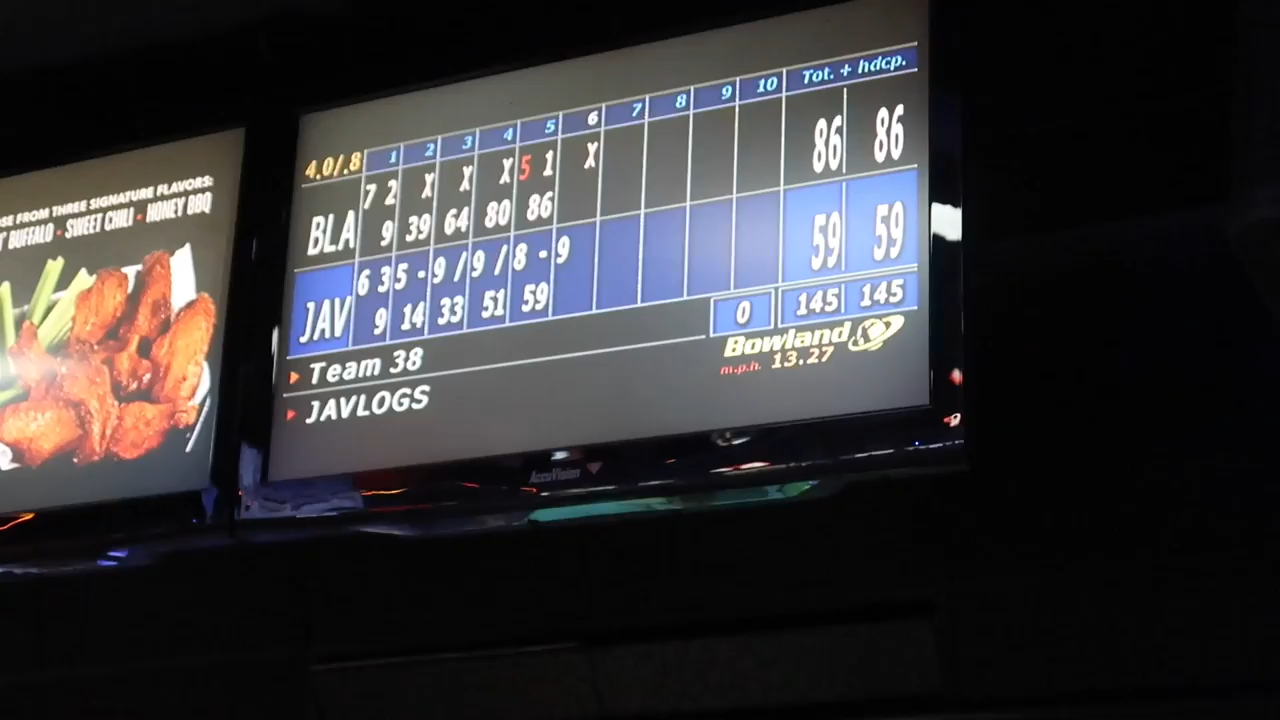 SE FROM THREE SIGNATURE FLAVORS:
BUFFALO • SWEET CHILI • HONEY BBQ
4.0/.8 1 2 3 4 5 6 7 8 9 10 Tot. + hdcp.
BLA 7 2 X X X 5 1 X 86 86
9 39 64 80 86
JAV 6 3 5 - 9 / 9 / 8 - 9 59 59
9 14 33 51 59
0 145 145
Team 38
Bowland
m.p.h. 13.27
JAVLOGS
AccuVision